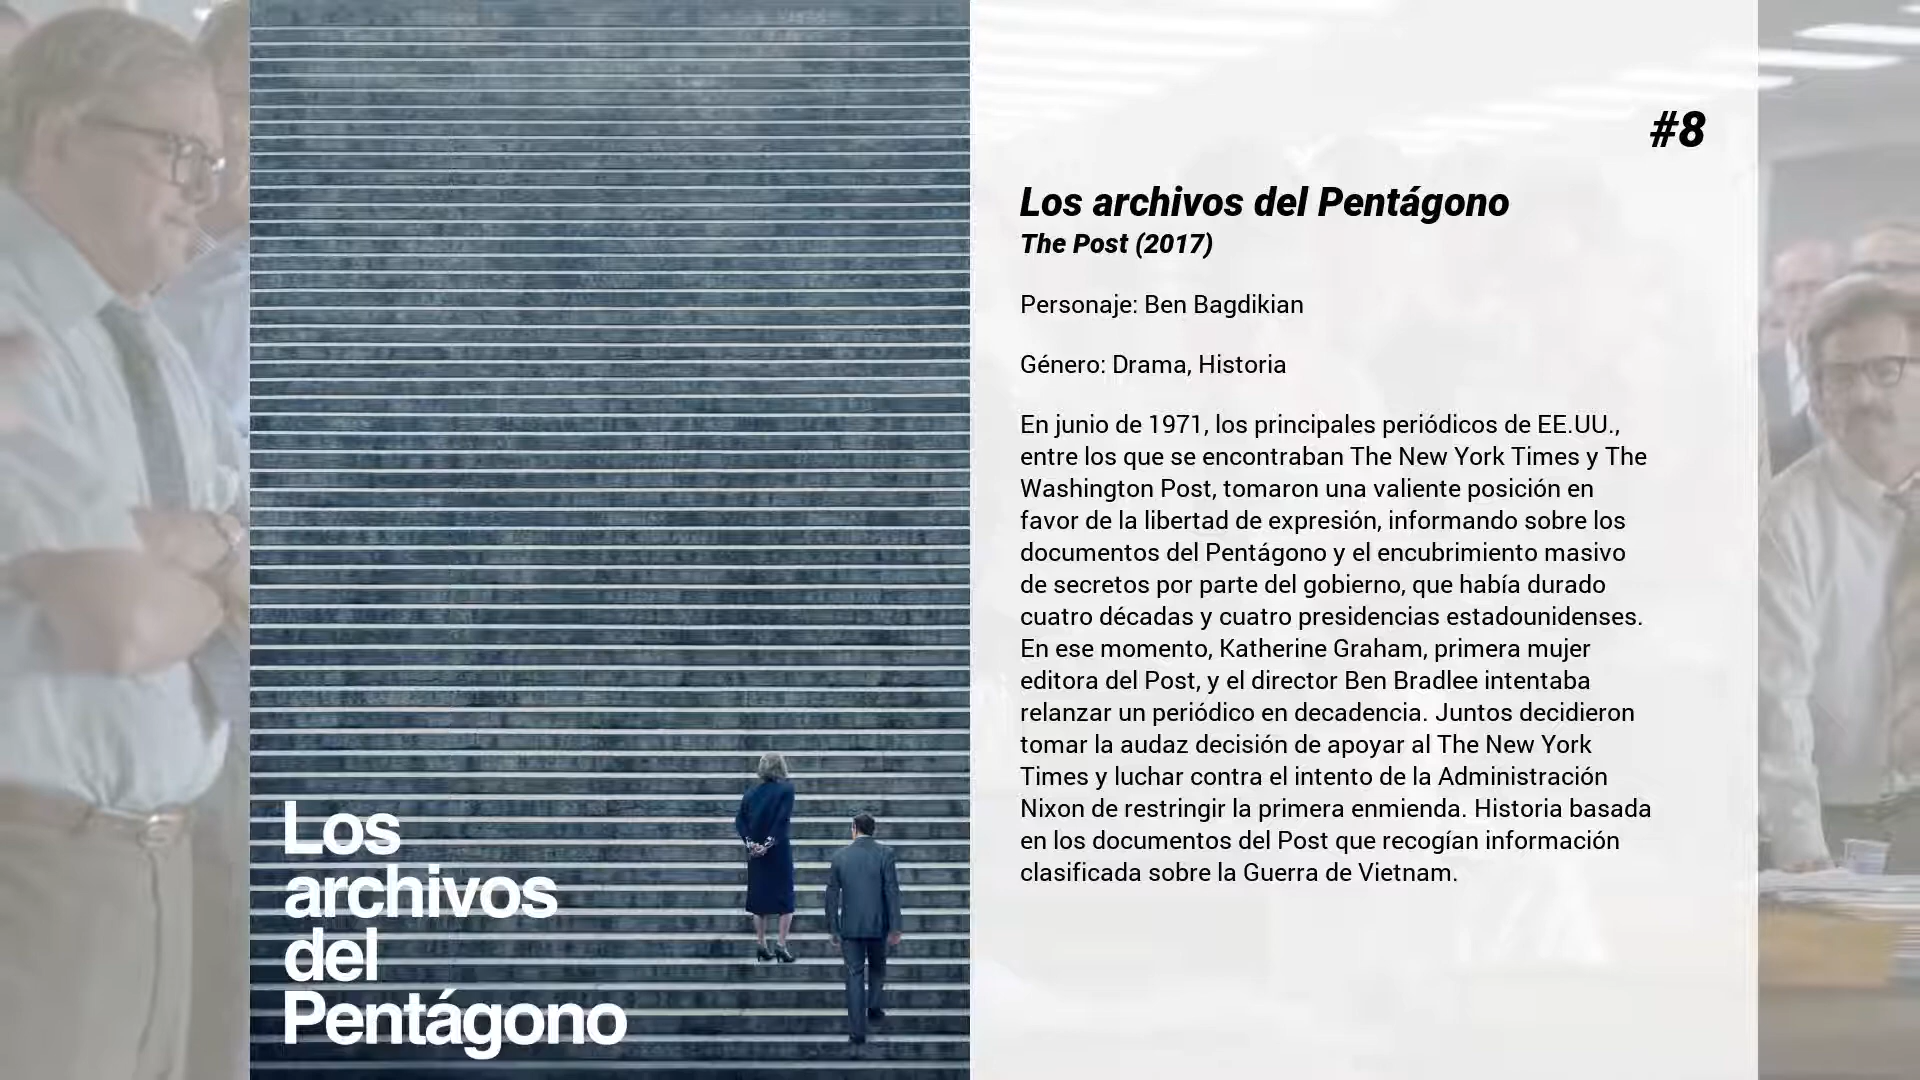 Los
archivos
del
Pentágono
#8
Los archivos del Pentágono
The Post (2017)
Personaje: Ben Bagdikian
Género: Drama, Historia
En junio de 1971, los principales periódicos de EE.UU.,
entre los que se encontraban The New York Times y The
Washington Post, tomaron una valiente posición en
favor de la libertad de expresión, informando sobre los
documentos del Pentágono y el encubrimiento masivo
de secretos por parte del gobierno, que había durado
cuatro décadas y cuatro presidencias estadounidenses.
En ese momento, Katherine Graham, primera mujer
editora del Post, y el director Ben Bradlee intentaba
relanzar un periódico en decadencia. Juntos decidieron
tomar la audaz decisión de apoyar al The New York
Times y luchar contra el intento de la Administración
Nixon de restringir la primera enmienda. Historia basada
en los documentos del Post que recogían información
clasificada sobre la Guerra de Vietnam.